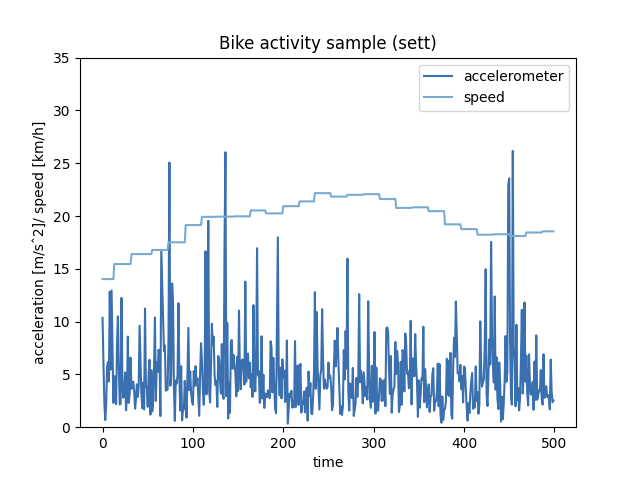 Bike activity sample (sett)
acceleration [m/s^2]/ speed [km/h]
35
30
25
20
15
10
5
0
accelerometer
speed
0 100 200 300 400 500
time